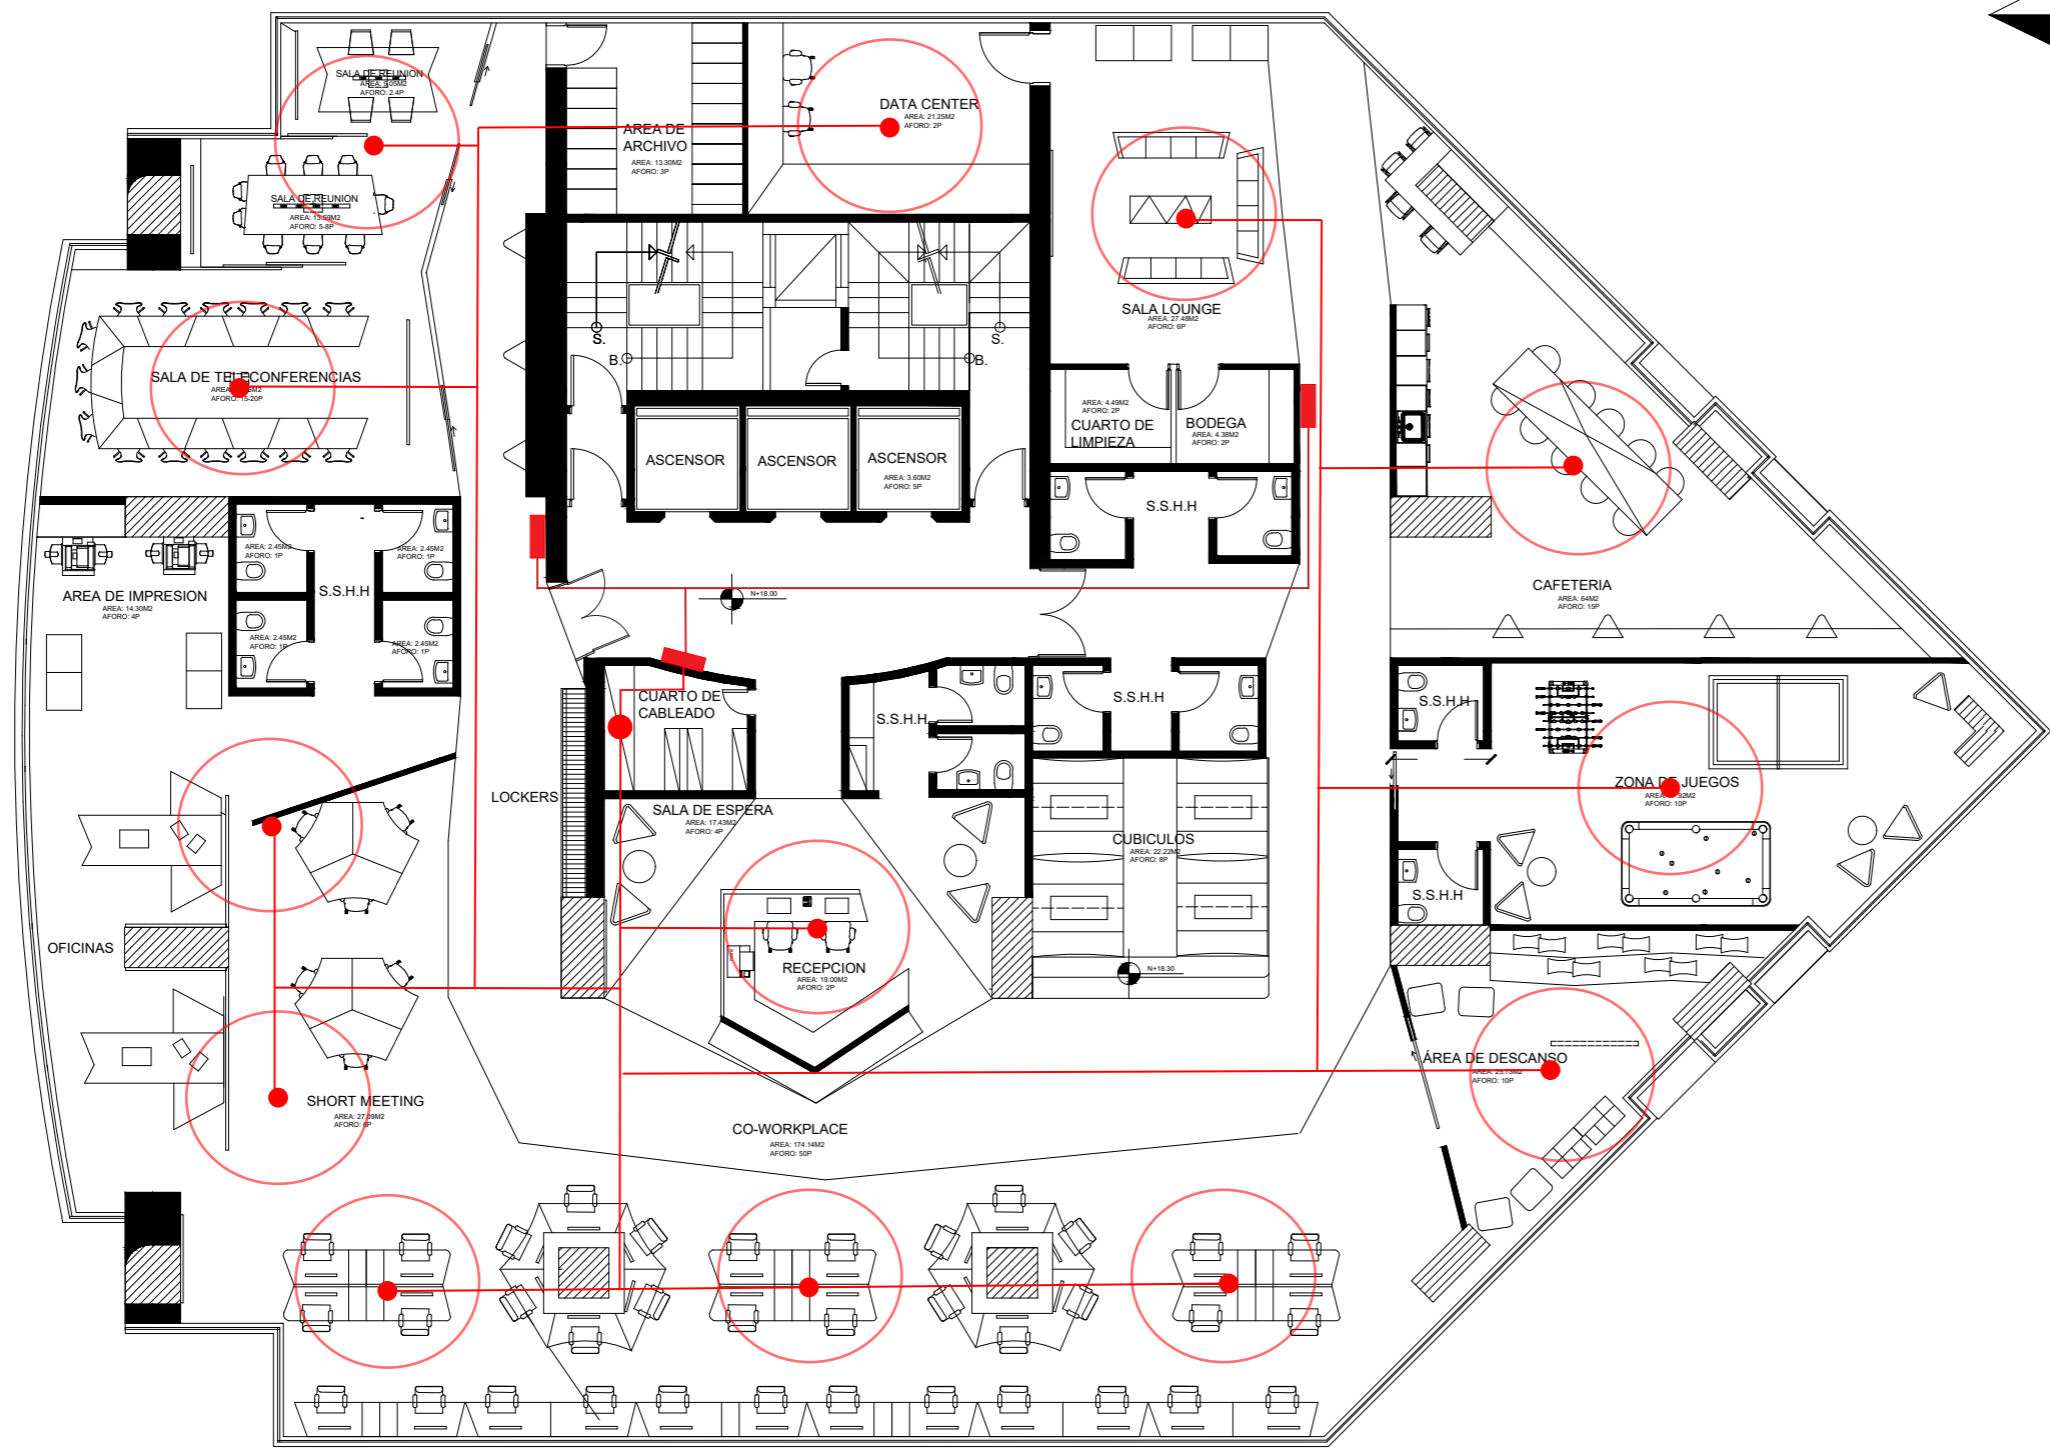 SALA DE REUNION
AFORO: 2.4P
SALA DE REUNION
AREA: 13.59M2
AFORO: 5-8P
AREA DE
ARCHIVO
AREA: 13.30M2
AFORO: 3P
DATA CENTER
AREA: 21.25M2
AFORO: 2P
SALA LOUNGE
AREA: 27.48M2
AFORO: 6P
S.
B.
S.
B.
SALA DE TELECONFERENCIAS
AFORO: 15-20P
ASCENSOR
ASCENSOR
ASCENSOR
AREA: 3.60M2
AFORO: 5P
AREA: 4.49M2
AFORO: 2P
CUARTO DE
LIMPIEZA
BODEGA
AREA: 4.38M2
AFORO: 2P
S.S.H.H
AREA: 2.45M2
AFORO: 1P
AREA: 2.45M2
AFORO: 1P
S.S.H.H
AREA: 2.45M2
AFORO: 1P
AREA: 2.45M2
AFORO: 1P
AREA DE IMPRESION
AREA: 14.30M2
AFORO: 4P
N+18.00
CAFETERIA
AREA: 64M2
AFORO: 15P
CUARTO DE
CABLEADO
S.S.H.H
S.S.H.H
S.S.H.H
LOCKERS
SALA DE ESPERA
AREA: 17.43M2
AFORO: 4P
ZONA DE JUEGOS
AFORO: 10P
CUBICULOS
AREA: 22.22M2
AFORO: 8P
S.S.H.H
OFICINAS
RECEPCION
AREA: 19.00M2
AFORO: 2P
N+18.30
ÁREA DE DESCANSO
AREA: 25.73M2
AFORO: 10P
SHORT MEETING
AREA: 27.09M2
AFORO: 6P
CO-WORKPLACE
AREA: 174.14M2
AFORO: 50P